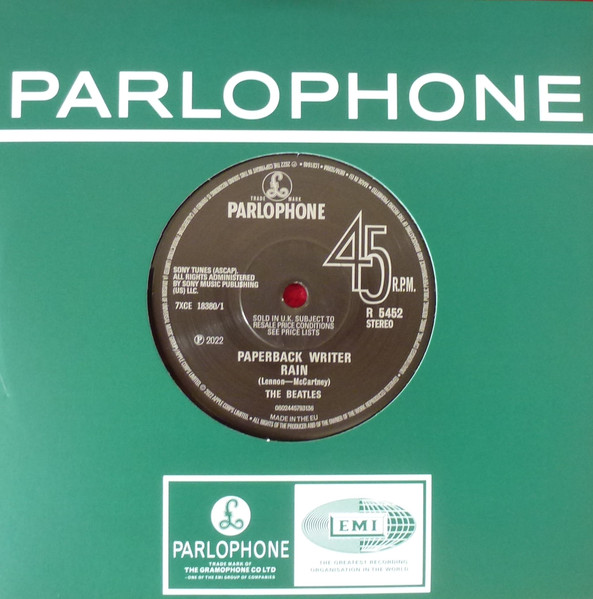 PARLOPHONE
TRADE MARK
PARLOPHONE
45
R.P.M.
SONY TUNES (ASCAP).
ALL RIGHTS ADMINISTERED
BY SONY MUSIC PUBLISHING
(US) LLC.
7XCE 18380/1
SOLD IN U.K. SUBJECT TO
RESALE PRICE CONDITIONS
SEE PRICE LISTS
R 5452
STEREO
℗ 2022
PAPERBACK WRITER
RAIN
(Lennon—McCartney)
THE BEATLES
MADE IN THE EU
£
PARLOPHONE
TRADE MARK OF
THE GRAMOPHONE CO LTD
-ONE OF THE EMI GROUP OF COMPANIES
EMI
THE GREATEST RECORDING
ORGANISATION IN THE WORLD